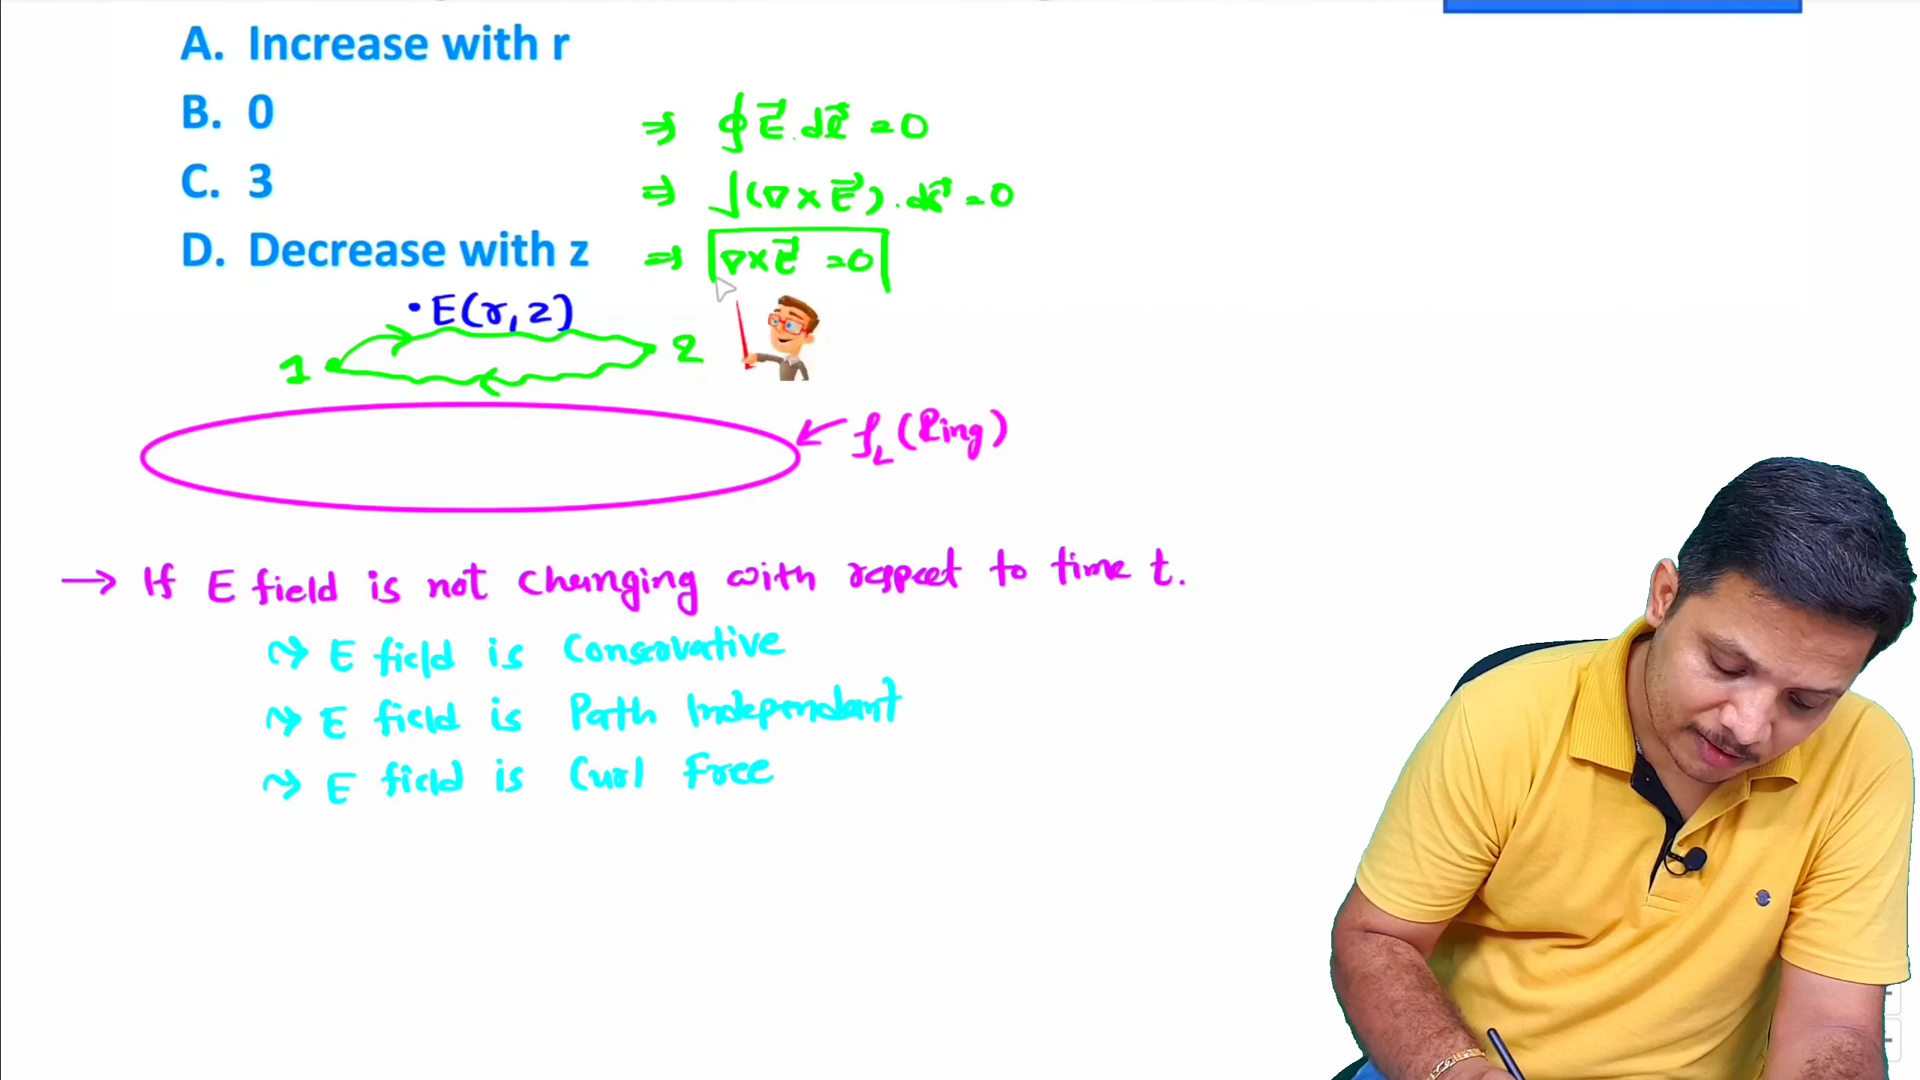 A. Increase with r
B. 0
C. 3
D. Decrease with z
⇒ ∮E⃗.dl⃗ = 0
⇒ ∫(∇×E⃗).ds⃗ = 0
⇒ ∇×E⃗ = 0
• E(r,z)
1
2
ρL (Ring)
→ If E field is not changing with respect to time t.
E field is Conservative
E field is Path Independant
E field is Curl Free